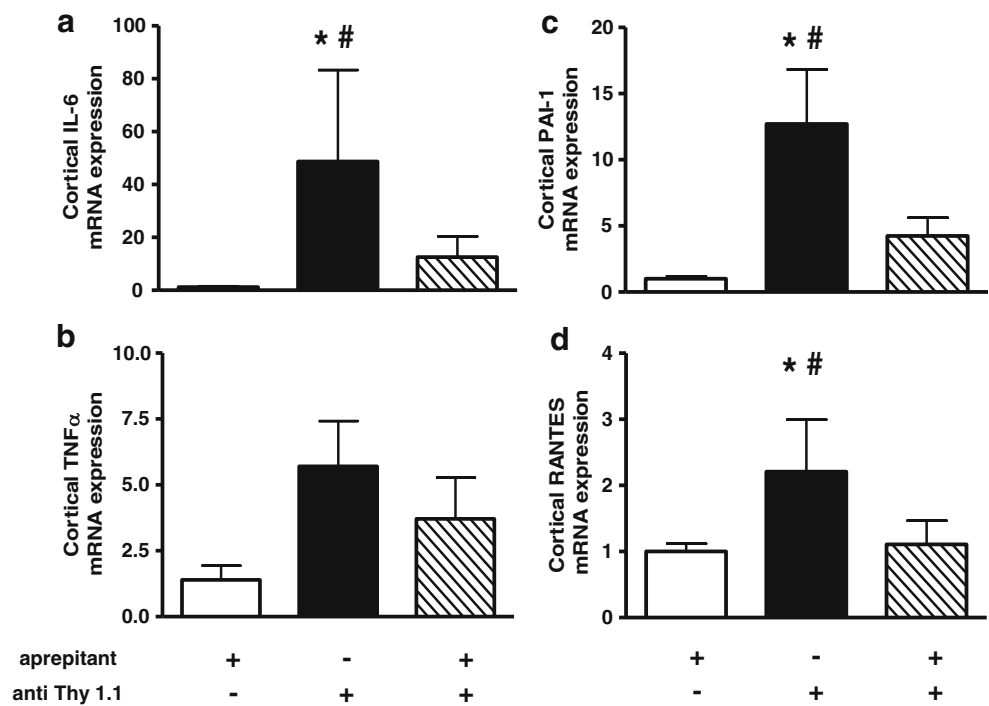 a
Cortical IL-6
mRNA expression
100
80
60
40
20
0
* #
c
Cortical PAI-1
mRNA expression
20
15
10
5
0
* #
b
Cortical TNFα
mRNA expression
10.0
7.5
5.0
2.5
0.0
d
Cortical RANTES
mRNA expression
4
3
2
1
0
* #
aprepitant + - + + - +
anti Thy 1.1 - + + - + +